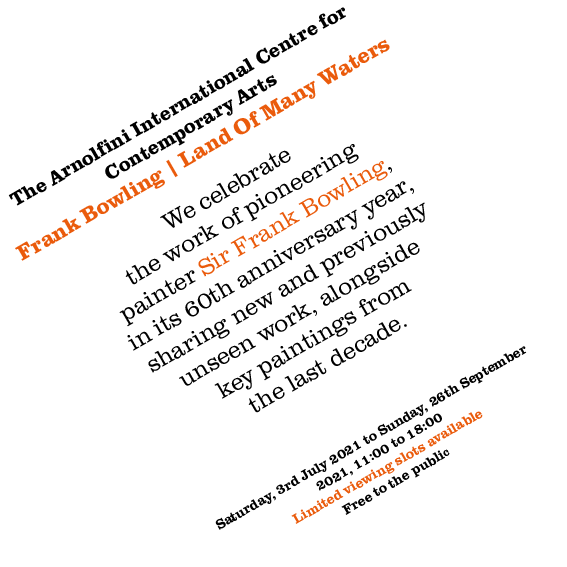 The Arnolfini International Centre for
Contemporary Arts
Frank Bowling | Land Of Many Waters
We celebrate
the work of pioneering
painter Sir Frank Bowling,
in its 60th anniversary year,
sharing new and previously
unseen work, alongside
key paintings from
the last decade.
Saturday, 3rd July 2021 to Sunday, 26th September
2021, 11:00 to 18:00
Limited viewing slots available
Free to the public